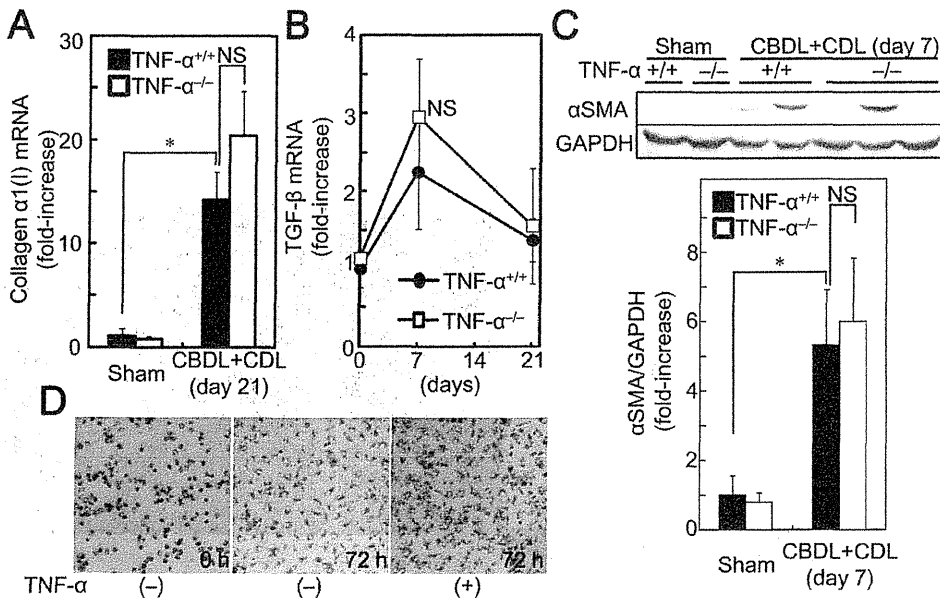 A
Collagen α1(I) mRNA
(fold-increase)
30
20
10
0
TNF-α+/+
TNF-α−/−
NS
*
Sham
CBDL+CDL
(day 21)
B
TGF-β mRNA
(fold-increase)
4
3
2
1
0
NS
TNF-α+/+
TNF-α−/−
0 7 14 21
(days)
C
Sham CBDL+CDL (day 7)
TNF-α +/+ −/− +/+ −/−
αSMA
GAPDH
αSMA/GAPDH
(fold-increase)
8
6
4
2
0
TNF-α+/+
TNF-α−/−
NS
*
Sham
CBDL+CDL
(day 7)
D
0 h 72 h 72 h
TNF-α (−) (−) (+)